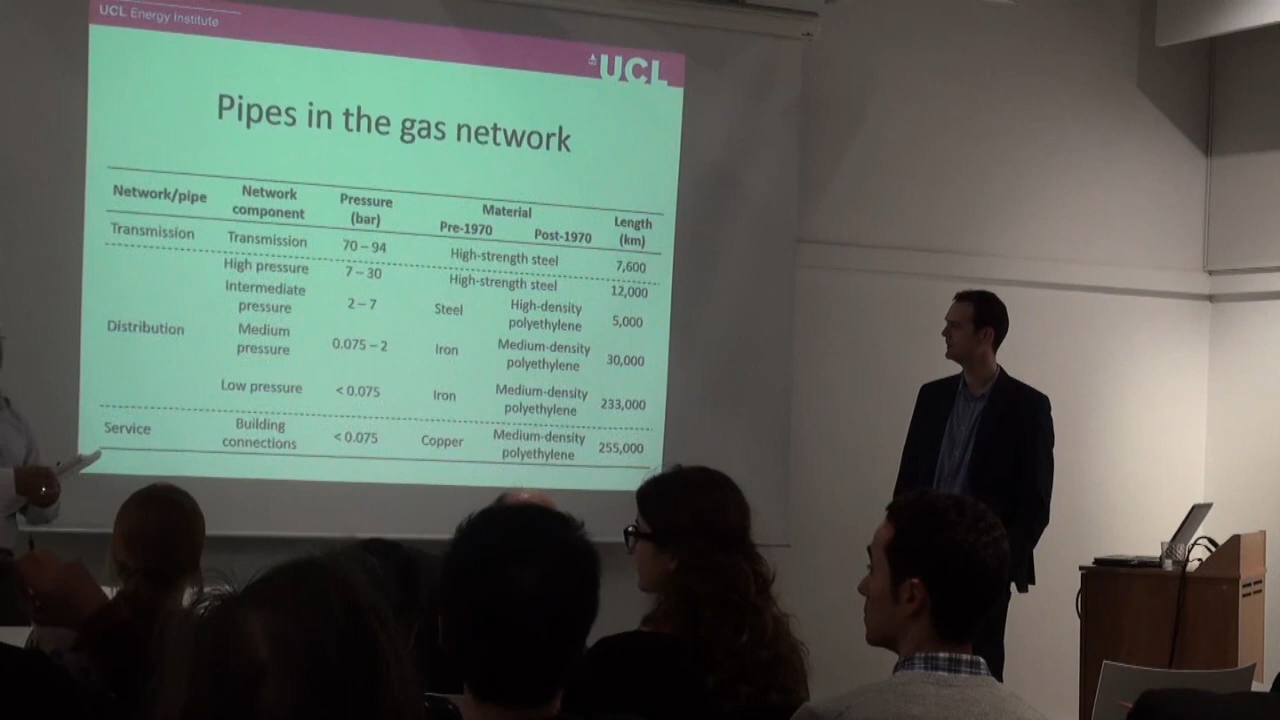 UCL Energy Institute
UCL
Pipes in the gas network
Network/pipe Network component Pressure (bar) Material Pre-1970 Post-1970 Length (km)
Transmission Transmission 70 – 94 High-strength steel 7,600
Distribution High pressure 7 – 30 High-strength steel 12,000
Intermediate pressure 2 – 7 Steel High-density polyethylene 5,000
Medium pressure 0.075 – 2 Iron Medium-density polyethylene 30,000
Low pressure < 0.075 Iron Medium-density polyethylene 233,000
Service Building connections < 0.075 Copper Medium-density polyethylene 255,000